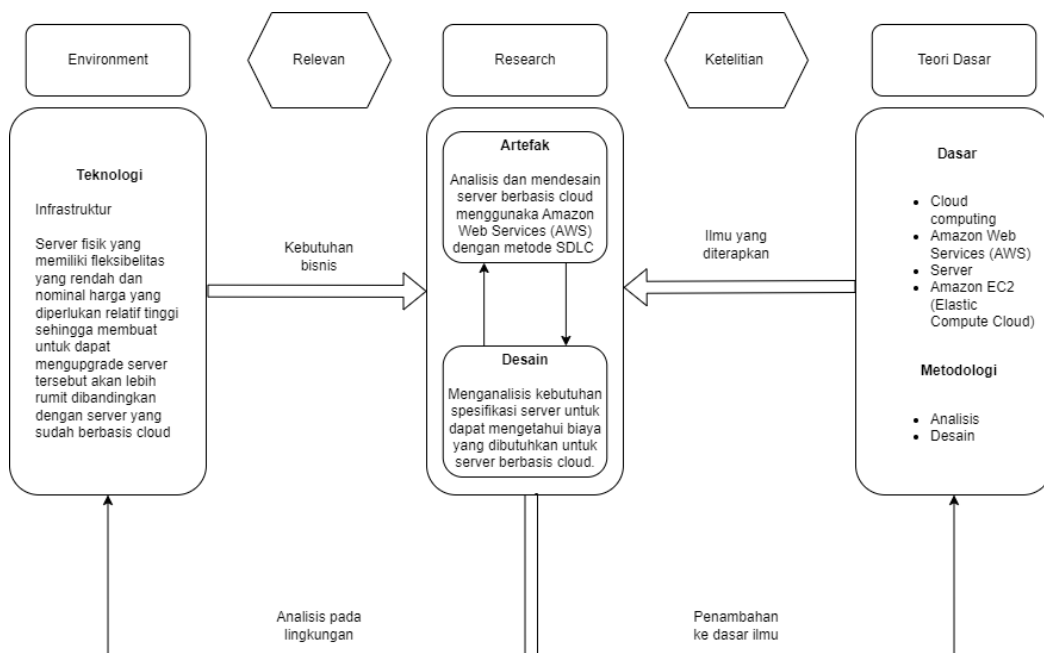 Environment
Relevan
Research
Ketelitian
Teori Dasar
Teknologi
Infrastruktur
Server fisik yang
memiliki fleksibelitas
yang rendah dan
nominal harga yang
diperlukan relatif tinggi
sehingga membuat
untuk dapat
mengupgrade server
tersebut akan lebih
rumit dibandingkan
dengan server yang
sudah berbasis cloud
Kebutuhan
bisnis
Artefak
Analisis dan mendesain
server berbasis cloud
menggunaka Amazon
Web Services (AWS)
dengan metode SDLC
Desain
Menganalisis kebutuhan
spesifikasi server untuk
dapat mengetahui biaya
yang dibutuhkan untuk
server berbasis cloud.
Ilmu yang
diterapkan
Dasar
• Cloud
computing
• Amazon Web
Services (AWS)
• Server
• Amazon EC2
(Elastic
Compute Cloud)
Metodologi
• Analisis
• Desain
Analisis pada
lingkungan
Penambahan
ke dasar ilmu